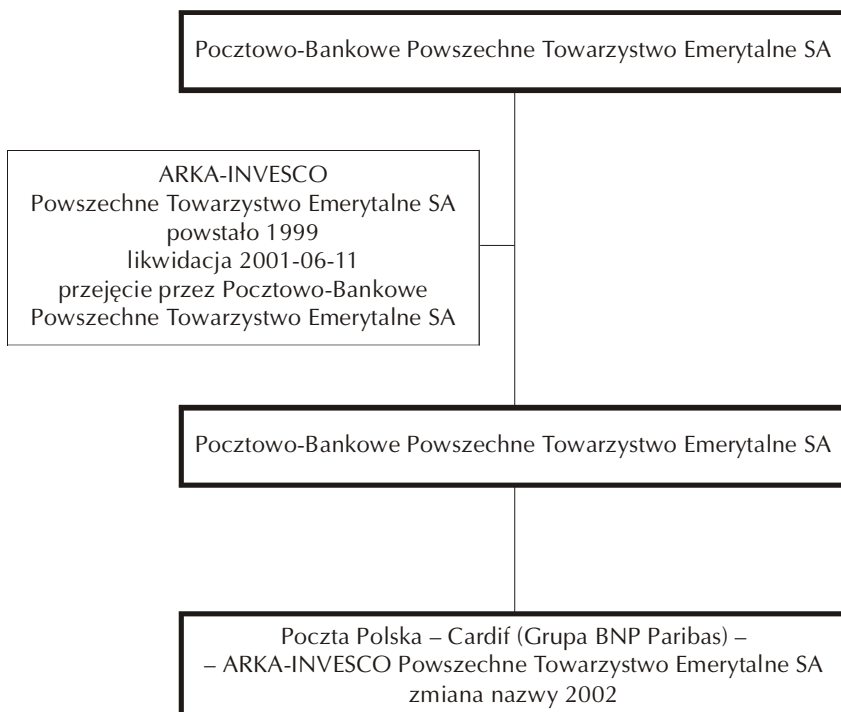 Pocztowo-Bankowe Powszechne Towarzystwo Emerytalne SA
ARKA-INVESCO
Powszechne Towarzystwo Emerytalne SA
powstało 1999
likwidacja 2001-06-11
przejęcie przez Pocztowo-Bankowe
Powszechne Towarzystwo Emerytalne SA
Pocztowo-Bankowe Powszechne Towarzystwo Emerytalne SA
Poczta Polska – Cardif (Grupa BNP Paribas) –
– ARKA-INVESCO Powszechne Towarzystwo Emerytalne SA
zmiana nazwy 2002